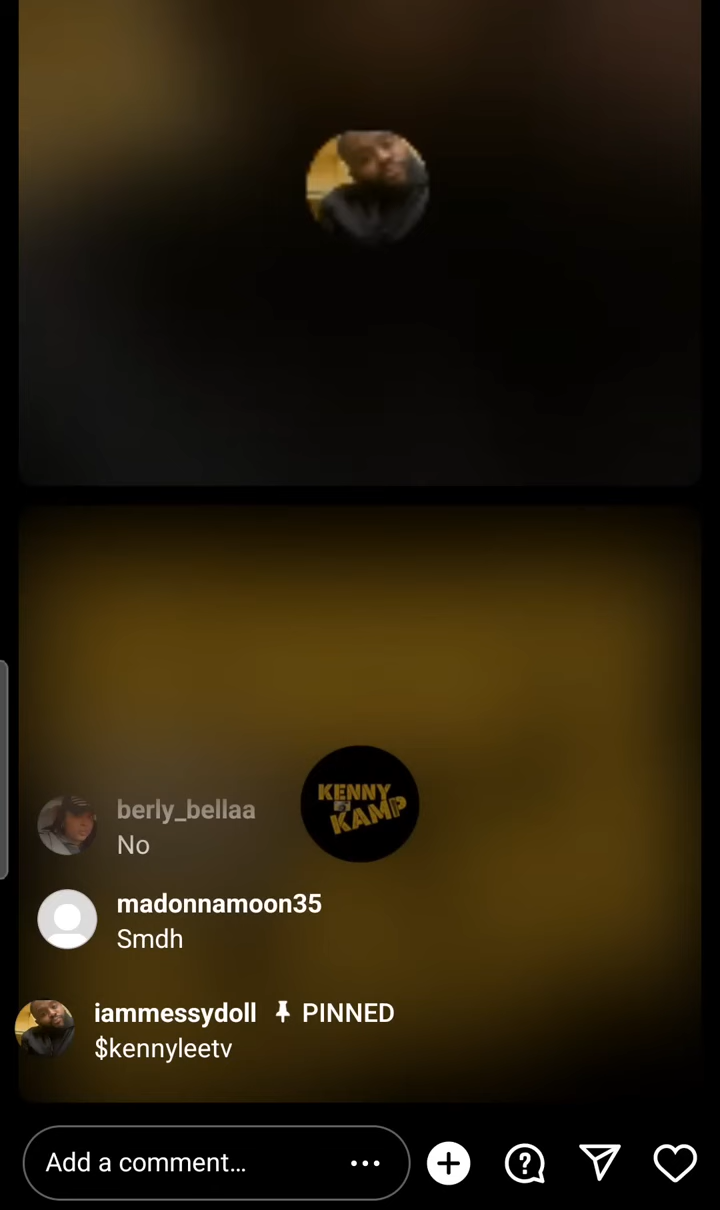 KENNY
KAMP
berly_bellaa
No
madonnamoon35
Smdh
iammessydoll PINNED
$kennyleetv
Add a comment...